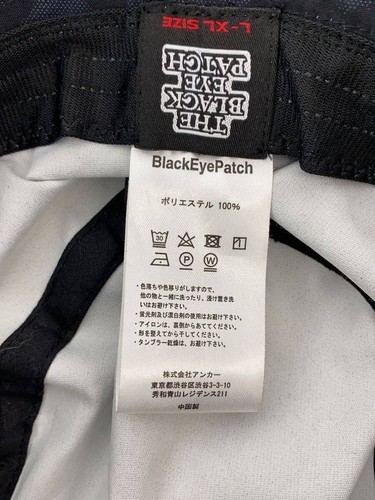 L - XL SIZE
THE
BLACK
EYE
PATCH
BlackEyePatch
ポリエステル 100%
30
P
W
・色落ちや色移りがしますので、
他の物と一緒に洗ったり、浸け置き洗
いはお避け下さい。
・蛍光剤及び漂白剤の使用はお避け下さい。
・アイロンは、裏側からあててください。
・形を整えてから干してください。
・タンブラー乾燥は、お避け下さい。
株式会社アンカー
東京都渋谷区渋谷3-3-10
秀和青山レジデンス211
中国製